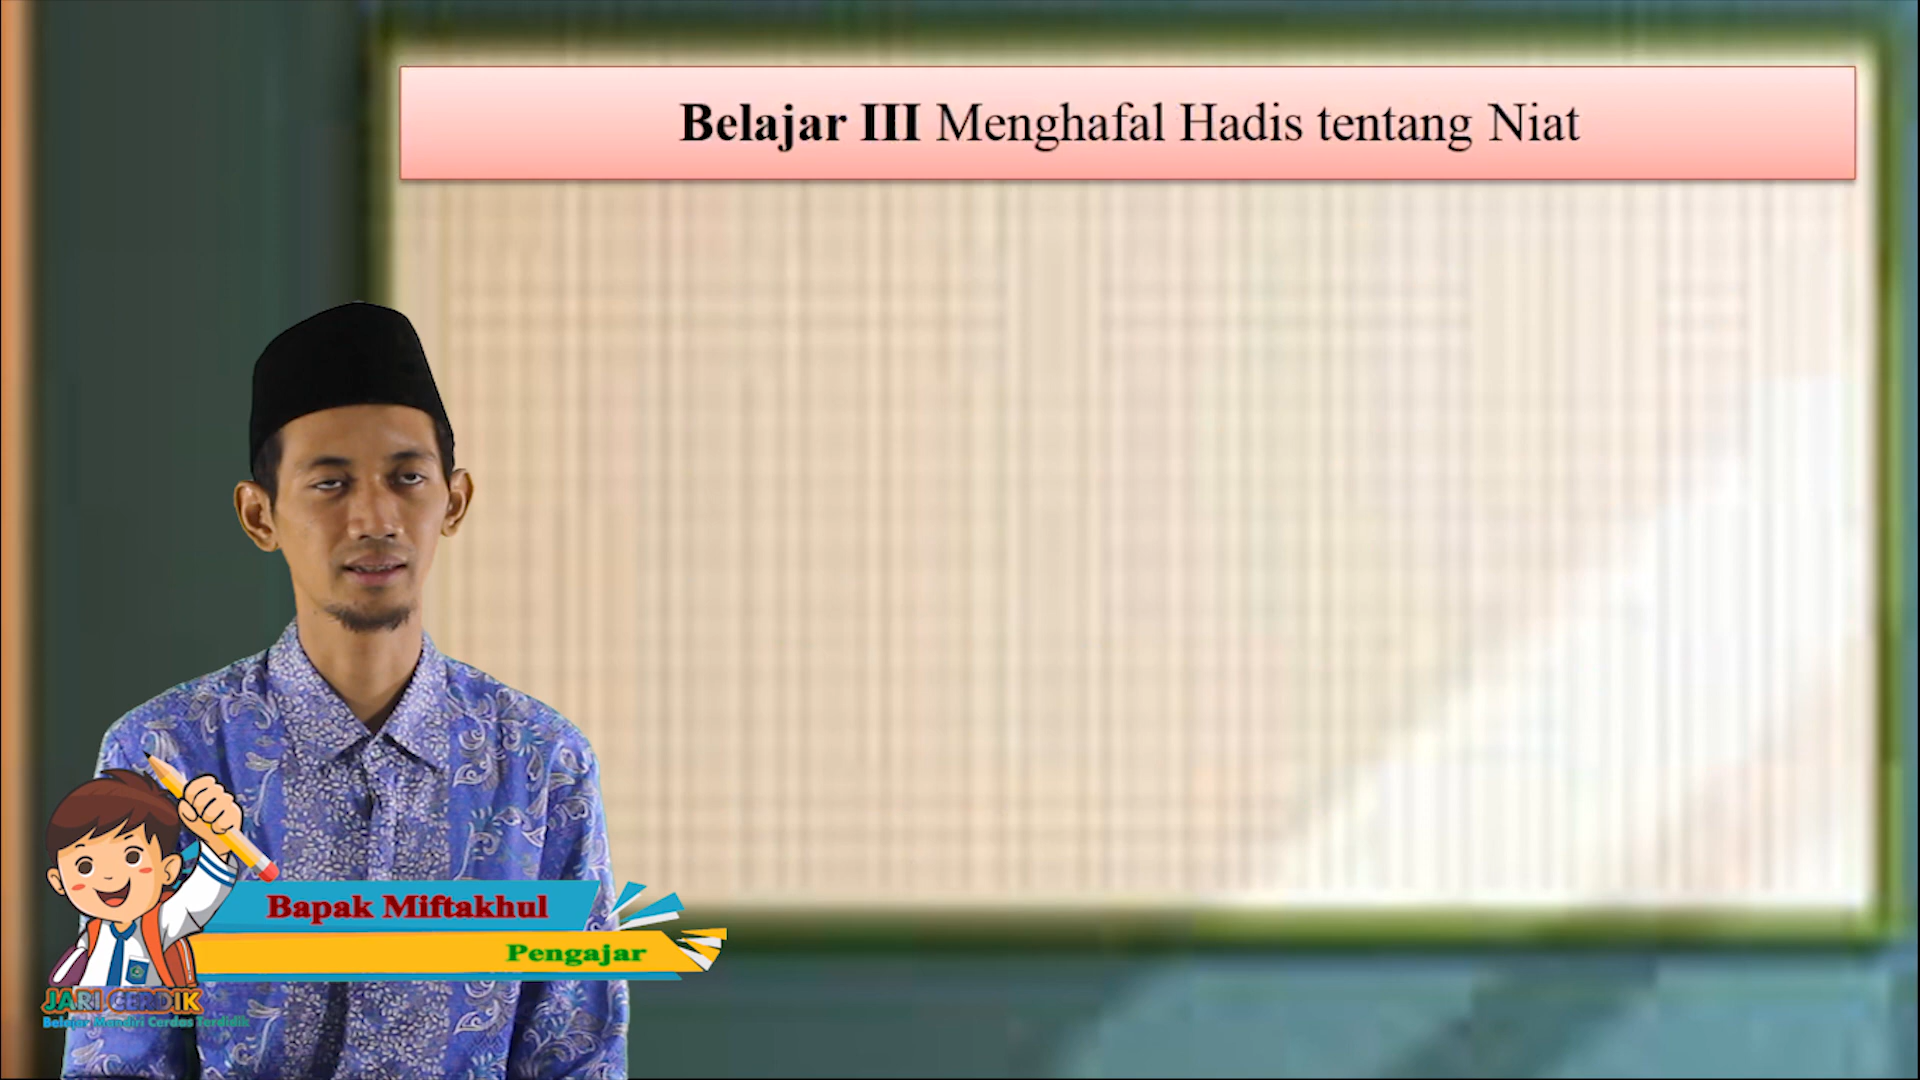 Belajar III Menghafal Hadis tentang Niat
Bapak Miftakhul
Pengajar
JARI CERDIK
Belajar Mandiri Cerdas Terdidik